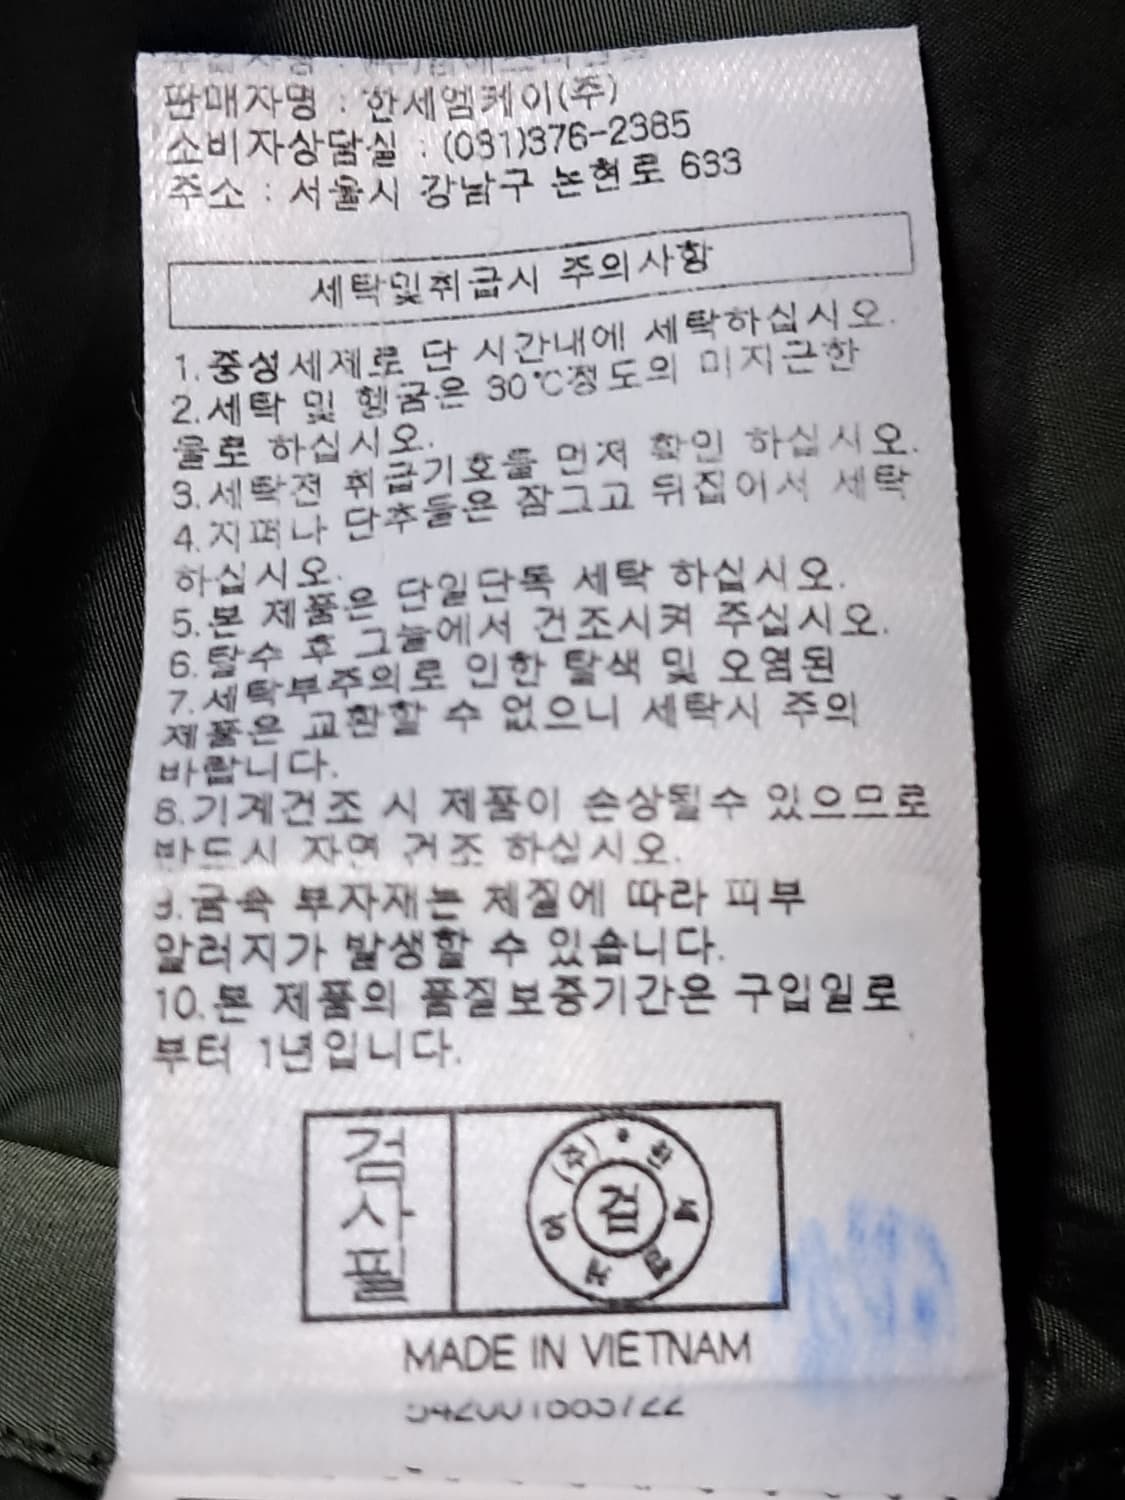 판매자명 : 한세엠케이(주)
소비자상담실 : (031)376-2385
주소 : 서울시 강남구 논현로 633
세탁및취급시 주의사항
1.중성세제로 단 시간내에 세탁하십시오.
2.세탁 및 헹굼은 30℃정도의 미지근한
물로 하십시오.
3.세탁전 취급기호를 먼저 확인 하십시오.
4.지퍼나 단추들은 잠그고 뒤집어서 세탁
하십시오.
5.본 제품은 단일단독 세탁 하십시오.
6.탈수 후 그늘에서 건조시켜 주십시오.
7.세탁부주의로 인한 탈색 및 오염된
제품은 교환할 수 없으니 세탁시 주의
바랍니다.
8.기계건조 시 제품이 손상될수 있으므로
반드시 자연 건조 하십시오.
9.금속 부자재는 체질에 따라 피부
알러지가 발생할 수 있습니다.
10.본 제품의 품질보증기간은 구입일로
부터 1년입니다.
검사필
(주)한세엠케이
검
MADE IN VIETNAM